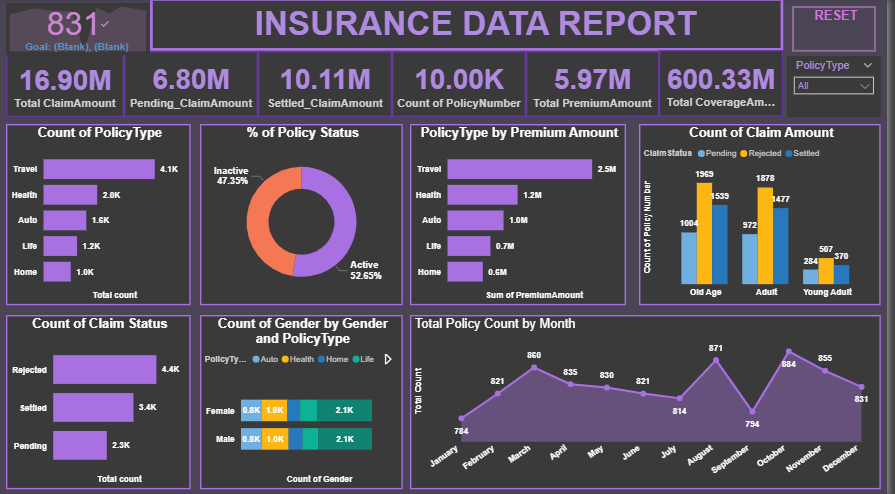 831
Goal: (Blank), (Blank)
INSURANCE DATA REPORT
RESET
16.90M
Total ClaimAmount
6.80M
Pending_ClaimAmount
10.11M
Settled_ClaimAmount
10.00K
Count of PolicyNumber
5.97M
Total PremiumAmount
600.33M
Total CoverageAm...
PolicyType
All
Count of PolicyType
Travel 4.1K
Health 2.0K
Auto 1.6K
Life 1.2K
Home 1.0K
Total count
% of Policy Status
Inactive
47.35%
Active
52.65%
PolicyType by Premium Amount
Travel 2.5M
Health 1.2M
Auto 1.0M
Life 0.7M
Home 0.6M
Sum of PremiumAmount
Count of Claim Amount
ClaimStatus Pending Rejected Settled
Count of Policy Number
1004 1969 1539
972 1878 1477
284 507 370
Old Age Adult Young Adult
Count of Claim Status
Rejected 4.4K
Settled 3.4K
Pending 2.3K
Total count
Count of Gender by Gender
and PolicyType
PolicyTy... Auto Health Home Life
Female 0.8K 1.0K 2.1K
Male 0.8K 1.0K 2.1K
Count of Gender
Total Policy Count by Month
Total Count
784 821 860 835 830 821 814 871 794 884 855 831
January February March April May June July August September October November December